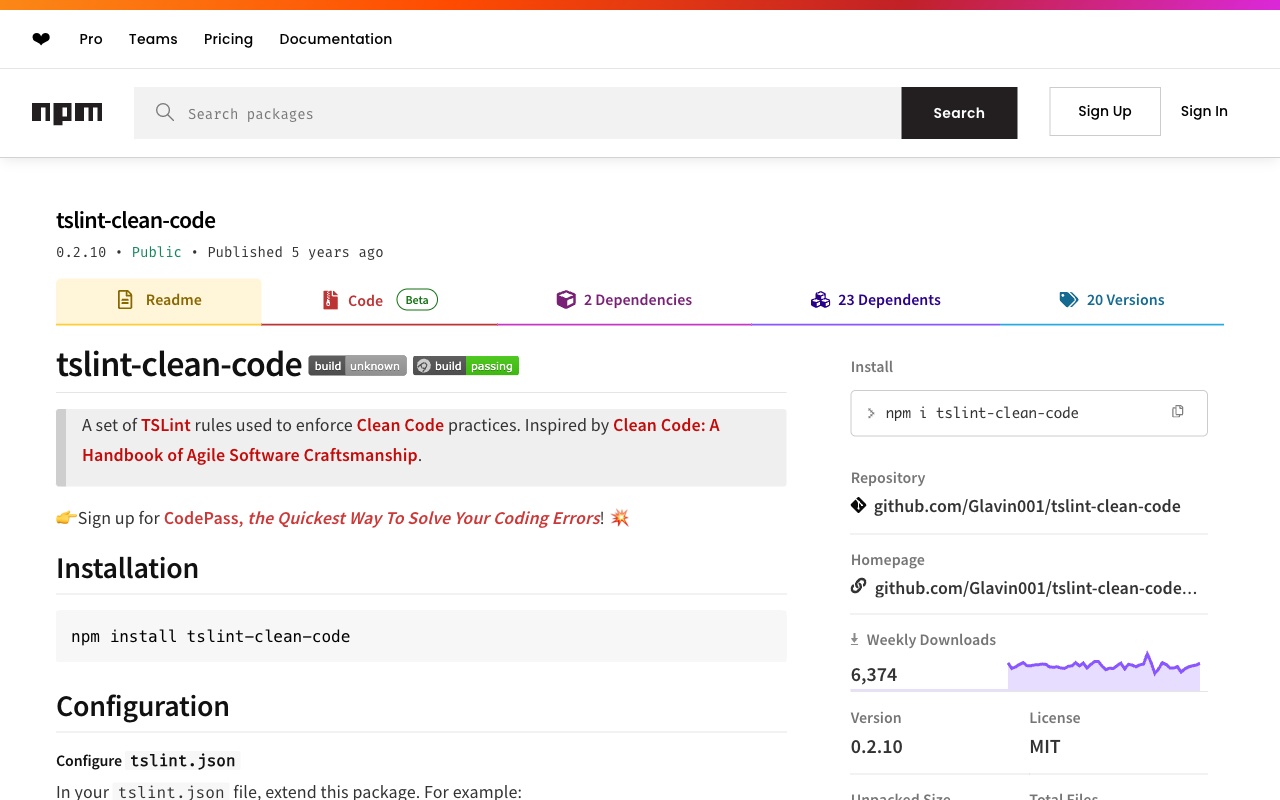 ❤ Pro Teams Pricing Documentation
npm Search packages Search Sign Up Sign In
tslint-clean-code
0.2.10 • Public • Published 5 years ago
Readme Code Beta 2 Dependencies 23 Dependents 20 Versions
tslint-clean-code build unknown build passing
A set of TSLint rules used to enforce Clean Code practices. Inspired by Clean Code: A
Handbook of Agile Software Craftsmanship.
👉Sign up for CodePass, the Quickest Way To Solve Your Coding Errors! 💥
Installation
npm install tslint-clean-code
Configuration
Configure tslint.json
In your tslint.json file, extend this package. For example:
Install
> npm i tslint-clean-code
Repository
github.com/Glavin001/tslint-clean-code
Homepage
github.com/Glavin001/tslint-clean-code...
Weekly Downloads
6,374
Version License
0.2.10 MIT
Unpacked Size Total Files